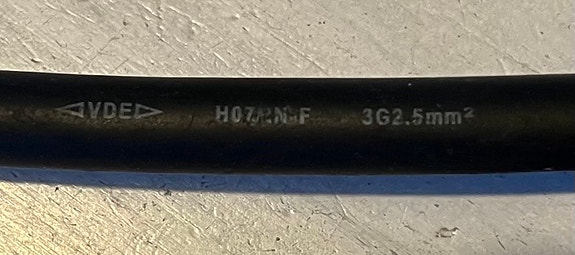 ◁VDE▷ H07RN-F 3G2.5mm²